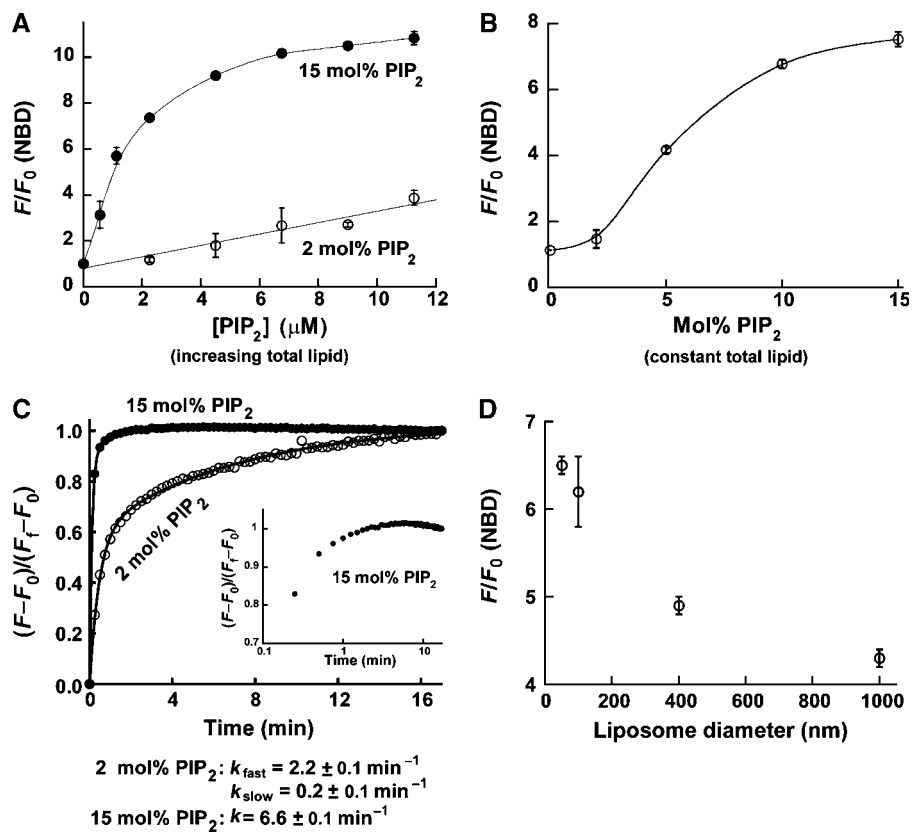 A
F/F₀ (NBD)
10
8
6
4
2
0
15 mol% PIP₂
2 mol% PIP₂
0 2 4 6 8 10 12
[PIP₂] (μM)
(increasing total lipid)
B
F/F₀ (NBD)
8
6
4
2
0
0 5 10 15
Mol% PIP₂
(constant total lipid)
C
15 mol% PIP₂
(F–F₀)/(F_f–F₀)
1.0
0.8
0.6
0.4
0.2
0.0
2 mol% PIP₂
(F–F₀)/(F_f–F₀)
1
0.9
0.8
0.7
15 mol% PIP₂
0.1 1 10
Time (min)
0 4 8 12 16
Time (min)
2 mol% PIP₂: k_fast = 2.2 ± 0.1 min⁻¹
k_slow = 0.2 ± 0.1 min⁻¹
15 mol% PIP₂: k = 6.6 ± 0.1 min⁻¹
D
F/F₀ (NBD)
7
6
5
4
0 200 400 600 800 1000
Liposome diameter (nm)